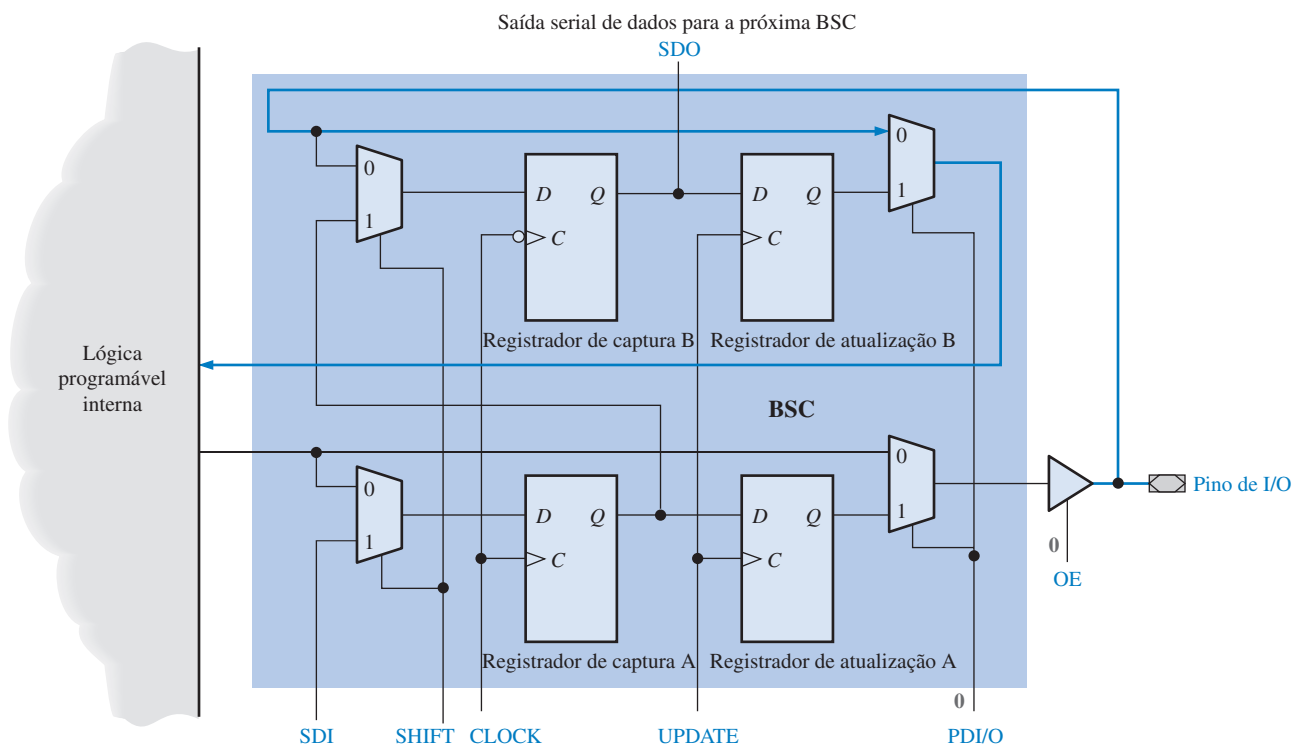 Saída serial de dados para a próxima BSC
SDO
0
1
D
Q
C
D
Q
C
0
1
Registrador de captura B
Registrador de atualização B
Lógica
programável
interna
BSC
0
1
D
Q
C
D
Q
C
0
1
Pino de I/O
0
OE
Registrador de captura A
Registrador de atualização A
0
SDI
SHIFT
CLOCK
UPDATE
PDI/O